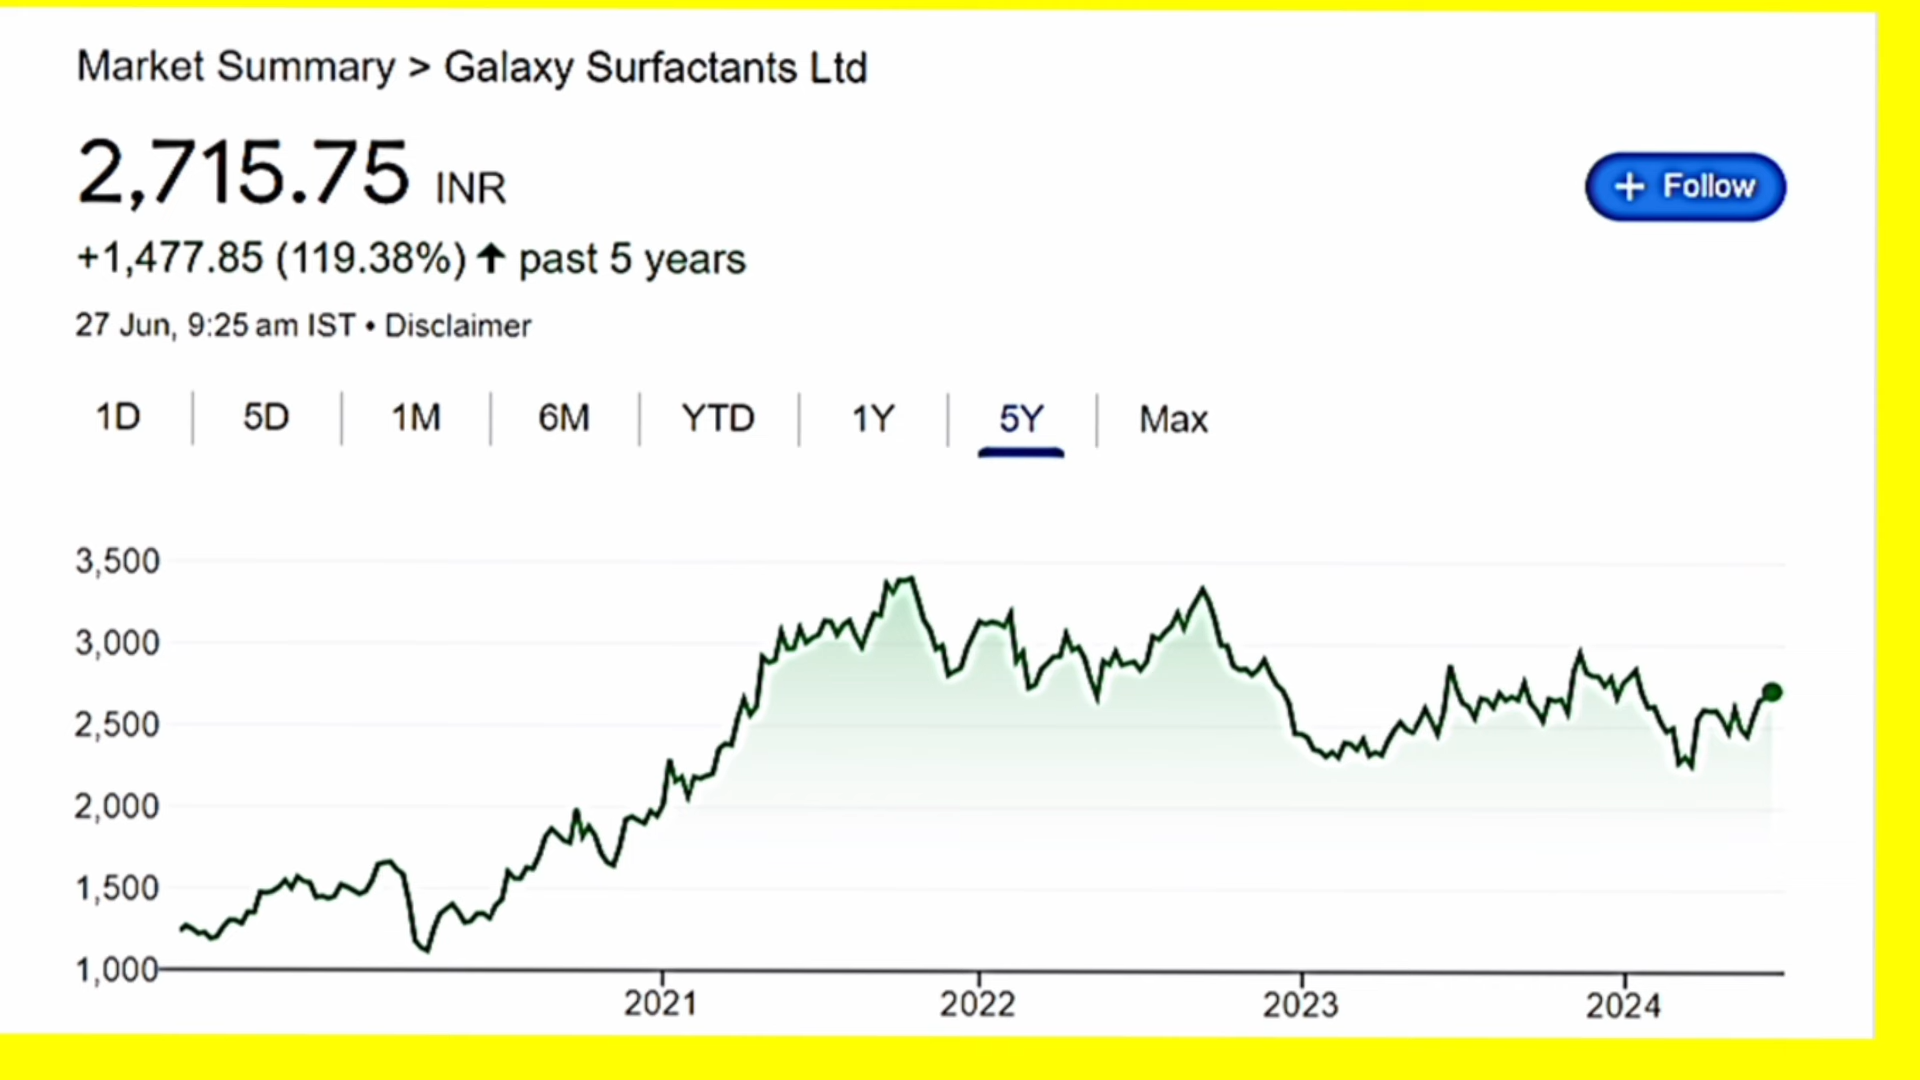 Market Summary > Galaxy Surfactants Ltd
2,715.75 INR
+ Follow
+1,477.85 (119.38%) ↑ past 5 years
27 Jun, 9:25 am IST • Disclaimer
1D 5D 1M 6M YTD 1Y 5Y Max
3,500
3,000
2,500
2,000
1,500
1,000
2021 2022 2023 2024